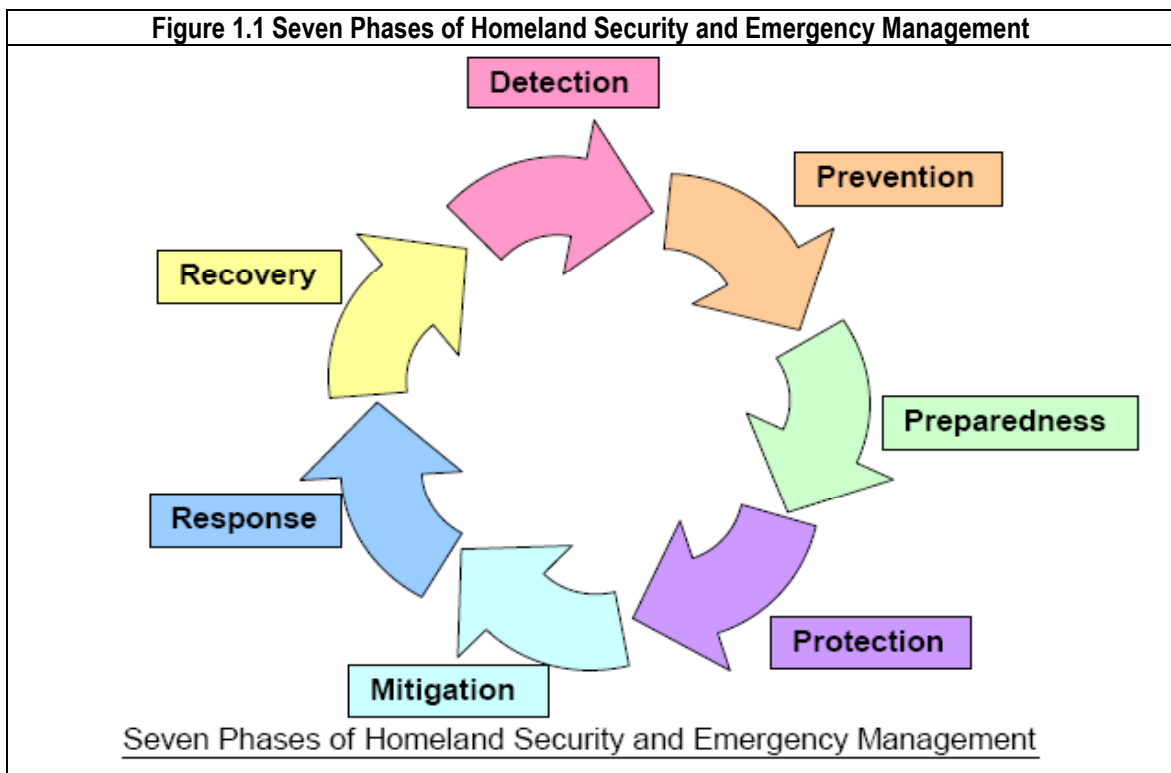 Figure 1.1 Seven Phases of Homeland Security and Emergency Management
Detection
Prevention
Preparedness
Protection
Mitigation
Response
Recovery
Seven Phases of Homeland Security and Emergency Management